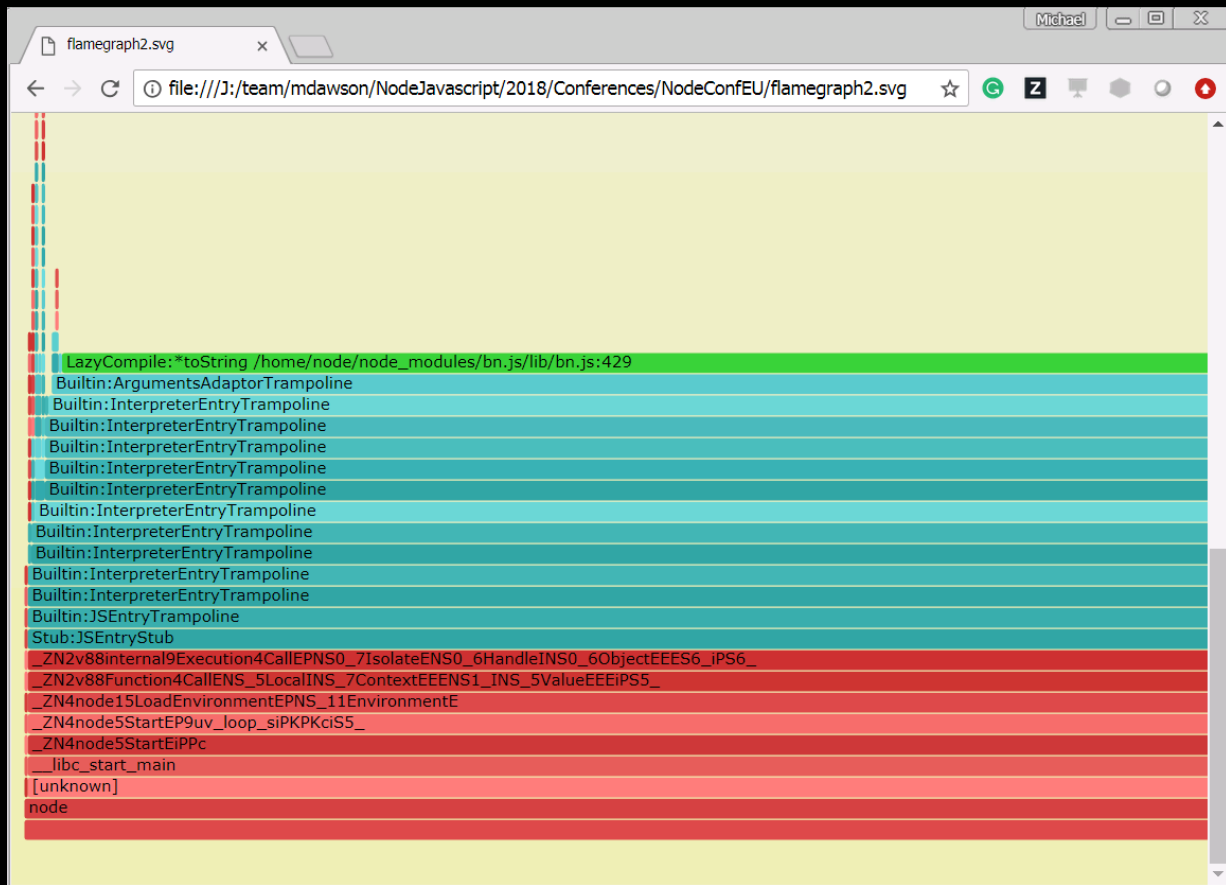 Michael
flamegraph2.svg
file:///J:/team/mdawson/NodeJavascript/2018/Conferences/NodeConfEU/flamegraph2.svg
G
Z
LazyCompile:*toString /home/node/node_modules/bn.js/lib/bn.js:429
Builtin:ArgumentsAdaptorTrampoline
Builtin:InterpreterEntryTrampoline
Builtin:InterpreterEntryTrampoline
Builtin:InterpreterEntryTrampoline
Builtin:InterpreterEntryTrampoline
Builtin:InterpreterEntryTrampoline
Builtin:InterpreterEntryTrampoline
Builtin:InterpreterEntryTrampoline
Builtin:InterpreterEntryTrampoline
Builtin:InterpreterEntryTrampoline
Builtin:InterpreterEntryTrampoline
Builtin:JSEntryTrampoline
Stub:JSEntryStub
_ZN2v88internal9Execution4CallEPNS0_7IsolateENS0_6HandleINS0_6ObjectEEES6_iPS6_
_ZN2v88Function4CallENS_5LocalINS_7ContextEEENS1_INS_5ValueEEEiPS5_
_ZN4node15LoadEnvironmentEPNS_11EnvironmentE
_ZN4node5StartEP9uv_loop_siPKPKciS5_
_ZN4node5StartEiPPc
__libc_start_main
[unknown]
node